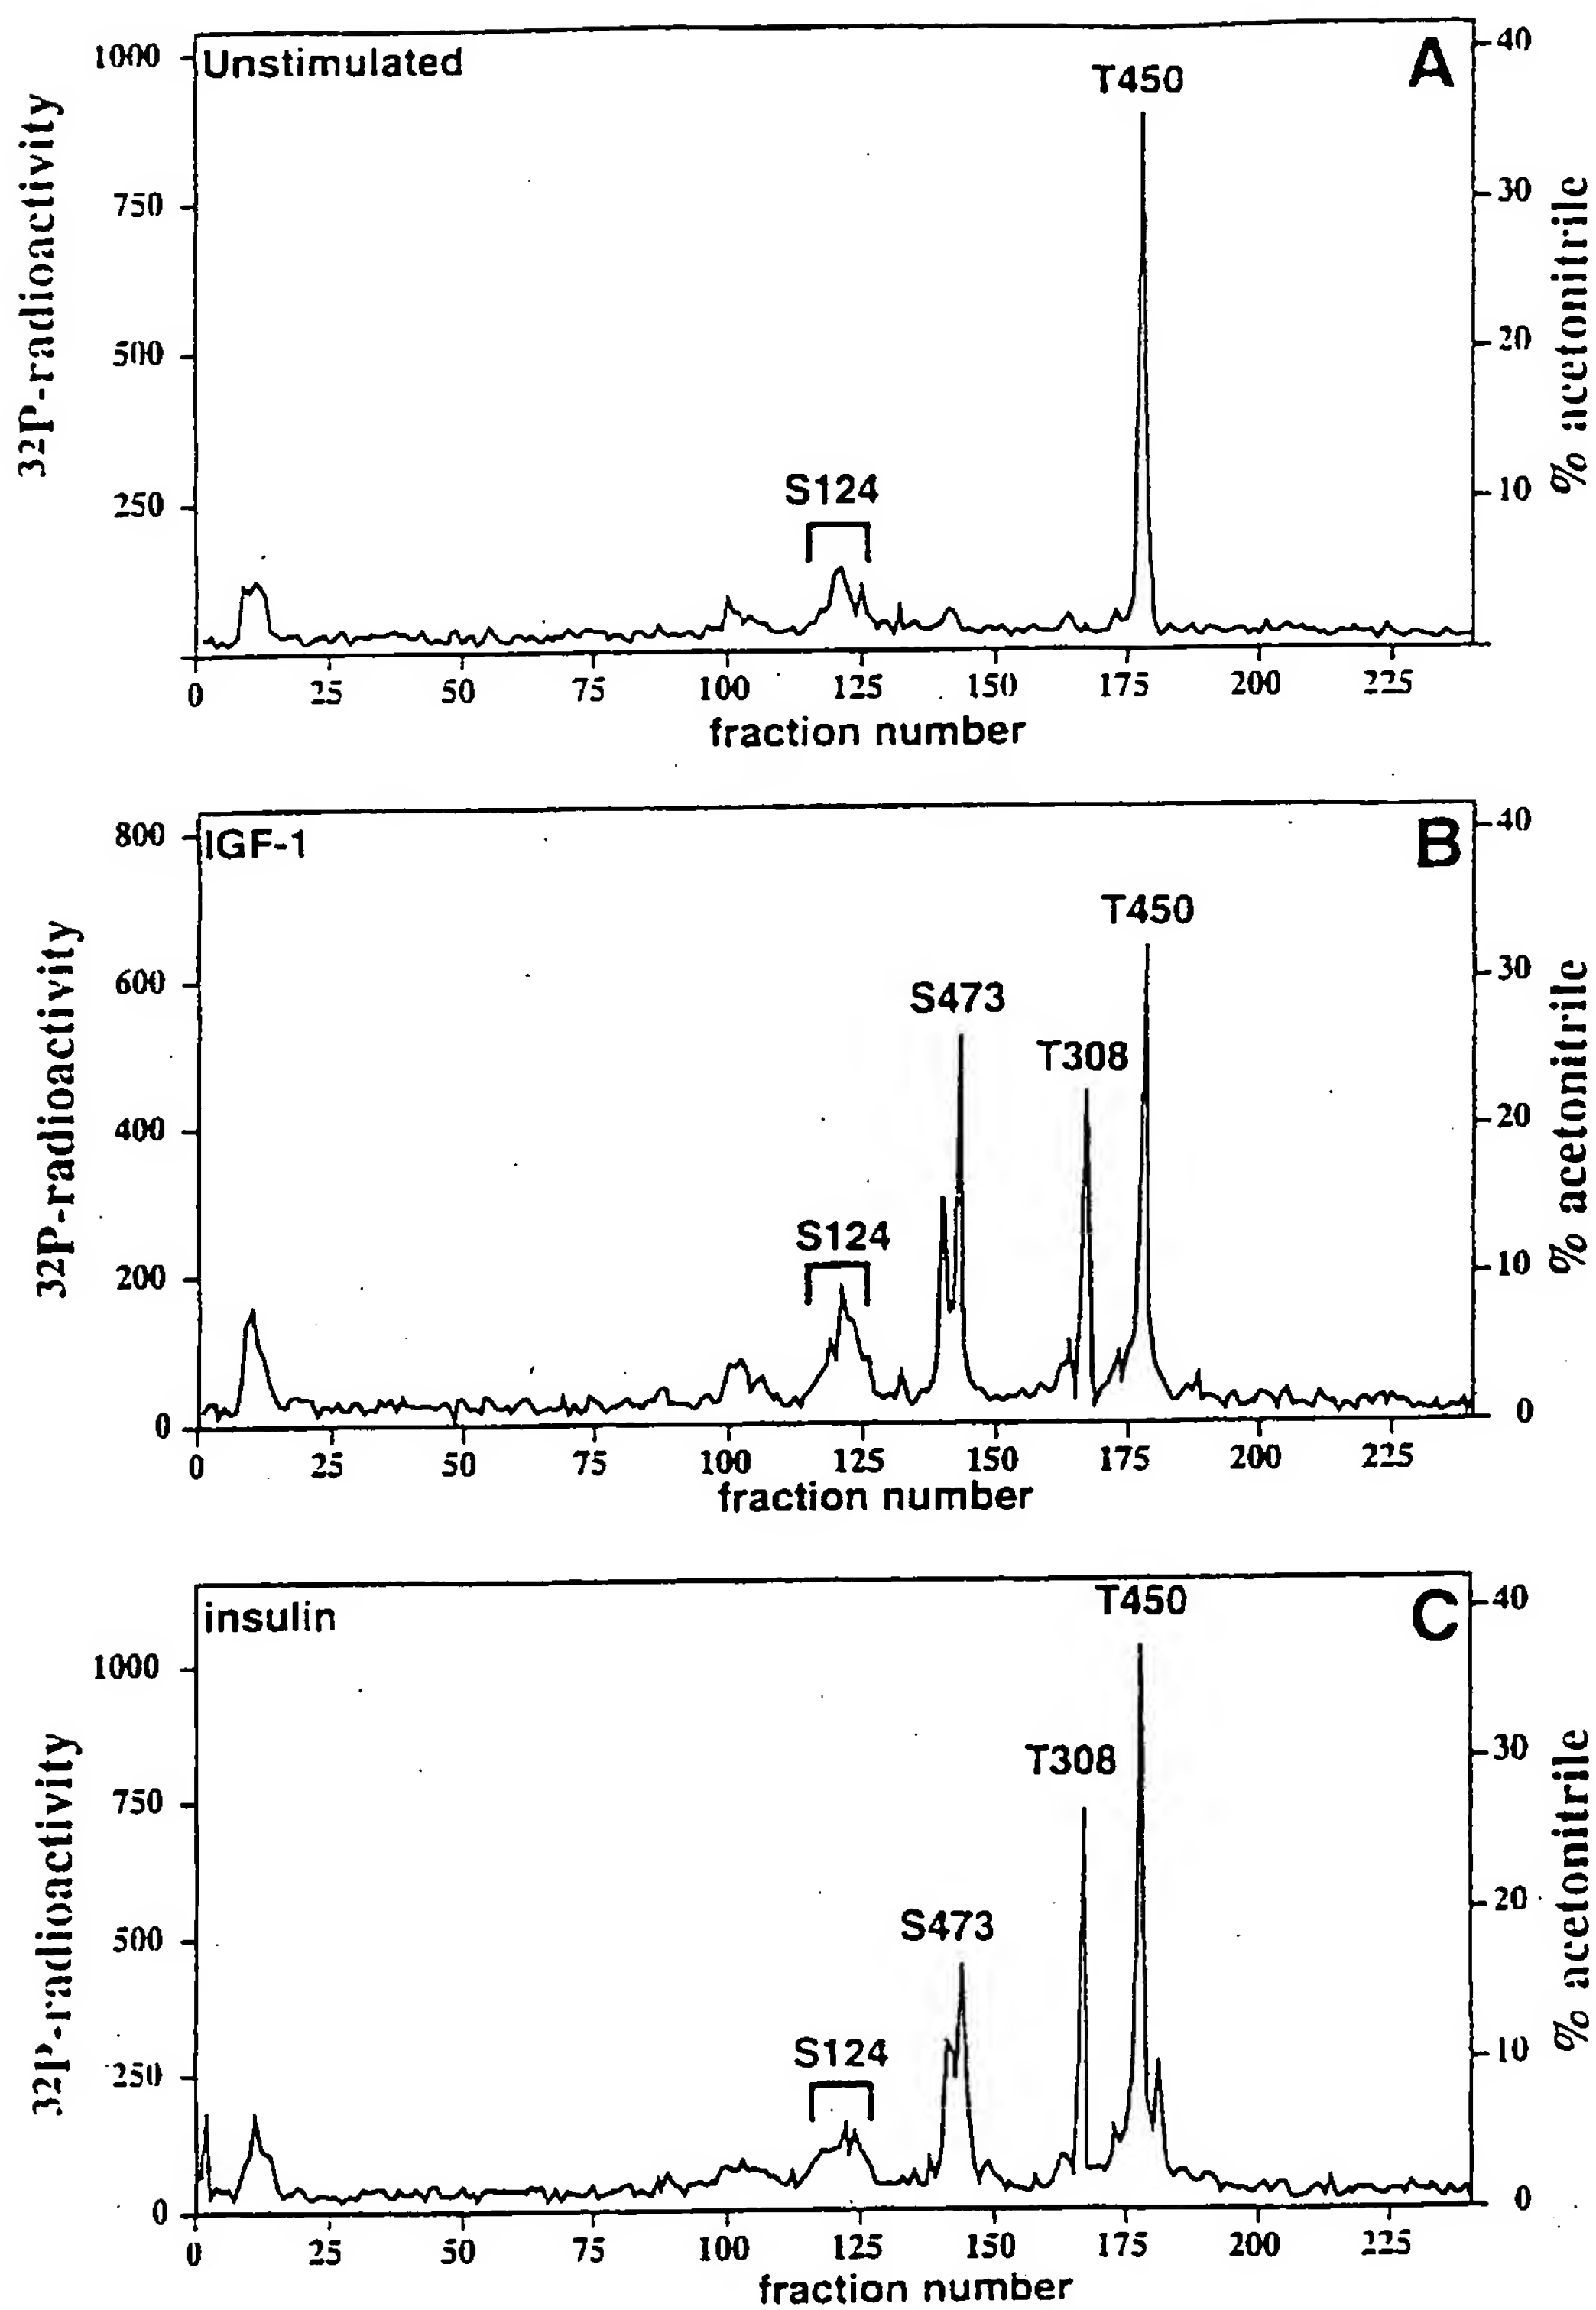 Unstimulated
A
T450
S124
1000
750
500
250
40
30
20
10
0 25 50 75 100 125 150 175 200 225
fraction number
32P-radioactivity
% acetonitrile
IGF-1
B
T450
S473
T308
S124
800
600
400
200
0
40
30
20
10
0
0 25 50 75 100 125 150 175 200 225
fraction number
32P-radioactivity
% acetonitrile
insulin
C
T450
T308
S473
S124
1000
750
500
250
0
40
30
20
10
0
0 25 50 75 100 125 150 175 200 225
fraction number
32P-radioactivity
% acetonitrile